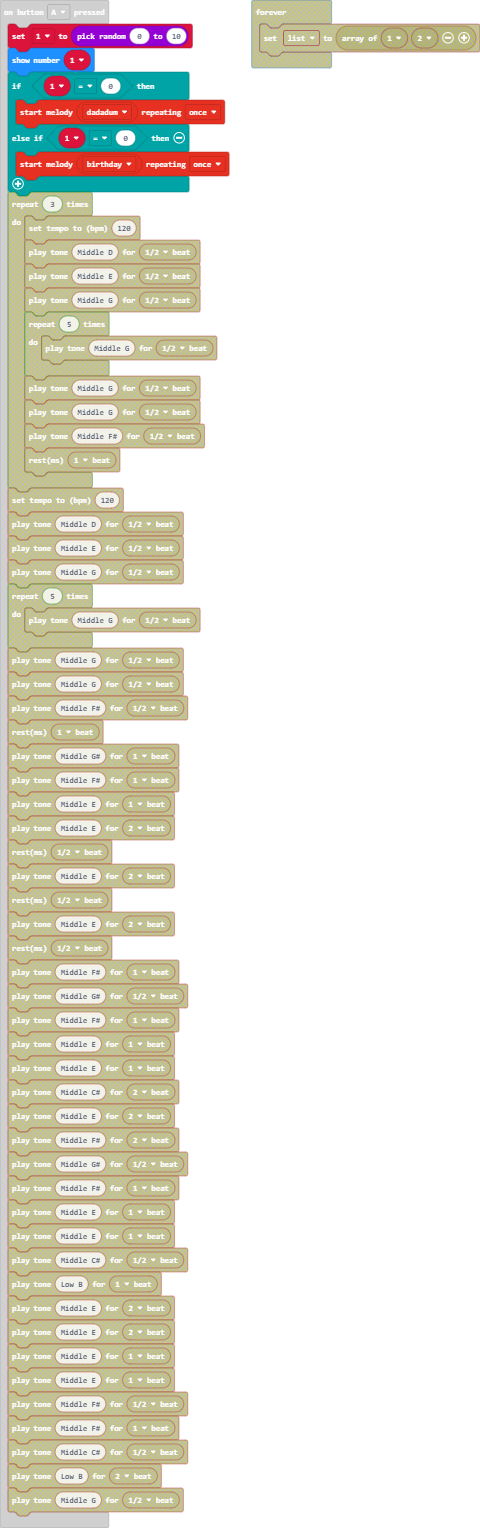 on button A pressed
set 1 to pick random 0 to 10
show number 1
if 1 = 0 then
start melody dadadum repeating once
else if 1 = 0 then
start melody birthday repeating once
repeat 3 times
do
set tempo to (bpm) 120
play tone Middle D for 1/2 beat
play tone Middle E for 1/2 beat
play tone Middle G for 1/2 beat
repeat 5 times
do play tone Middle G for 1/2 beat
play tone Middle G for 1/2 beat
play tone Middle G for 1/2 beat
play tone Middle F# for 1/2 beat
rest(ms) 1 beat
set tempo to (bpm) 120
play tone Middle D for 1/2 beat
play tone Middle E for 1/2 beat
play tone Middle G for 1/2 beat
repeat 5 times
do play tone Middle G for 1/2 beat
play tone Middle G for 1/2 beat
play tone Middle G for 1/2 beat
play tone Middle F# for 1/2 beat
rest(ms) 1 beat
play tone Middle G# for 1 beat
play tone Middle F# for 1 beat
play tone Middle E for 1 beat
play tone Middle E for 2 beat
rest(ms) 1/2 beat
play tone Middle E for 2 beat
rest(ms) 1/2 beat
play tone Middle E for 2 beat
rest(ms) 1/2 beat
play tone Middle F# for 1 beat
play tone Middle G# for 1/2 beat
play tone Middle F# for 1 beat
play tone Middle E for 1 beat
play tone Middle E for 1 beat
play tone Middle C# for 2 beat
play tone Middle E for 2 beat
play tone Middle F# for 2 beat
play tone Middle G# for 1/2 beat
play tone Middle F# for 1 beat
play tone Middle E for 1 beat
play tone Middle E for 1 beat
play tone Middle C# for 1/2 beat
play tone Low B for 1 beat
play tone Middle E for 2 beat
play tone Middle E for 2 beat
play tone Middle E for 1 beat
play tone Middle E for 1 beat
play tone Middle F# for 1/2 beat
play tone Middle F# for 1 beat
play tone Middle C# for 1/2 beat
play tone Low B for 2 beat
play tone Middle G for 1/2 beat
forever
set list to array of 1 2